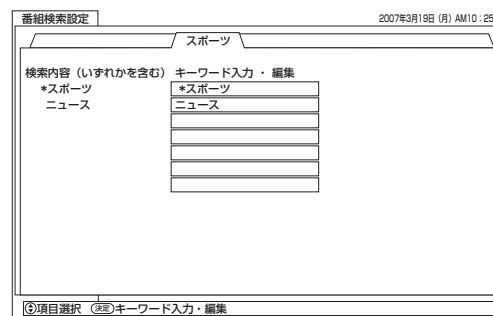 番組検索設定
2007年3月19日 (月) AM10:25
スポーツ
検索内容（いずれかを含む） キーワード入力 ・ 編集
*スポーツ *スポーツ
ニュース ニュース
項目選択 決定 キーワード入力・編集